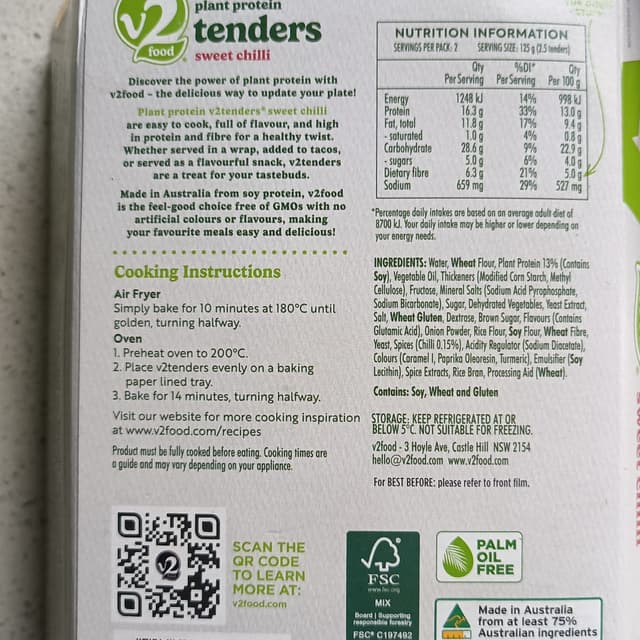 plant protein
v2
food
tenders
sweet chilli
Discover the power of plant protein with
v2food – the delicious way to update your plate!
Plant protein v2tenders® sweet chilli
are easy to cook, full of flavour, and high
in protein and fibre for a healthy twist.
Whether served in a wrap, added to tacos,
or served as a flavourful snack, v2tenders
are a treat for your tastebuds.
Made in Australia from soy protein, v2food
is the feel-good choice free of GMOs with no
artificial colours or flavours, making
your favourite meals easy and delicious!
Cooking Instructions
Air Fryer
Simply bake for 10 minutes at 180°C until
golden, turning halfway.
Oven
1. Preheat oven to 200°C.
2. Place v2tenders evenly on a baking
paper lined tray.
3. Bake for 14 minutes, turning halfway.
Visit our website for more cooking inspiration
at www.v2food.com/recipes
Product must be fully cooked before eating. Cooking times are
a guide and may vary depending on your appliance.
v2
SCAN THE
QR CODE
TO LEARN
MORE AT:
v2food.com
NUTRITION INFORMATION
SERVINGS PER PACK: 2 SERVING SIZE: 125 g (2.5 tenders)
Qty %DI* Qty
Per Serving Per Serving Per 100 g
Energy 1248 kJ 14% 998 kJ
Protein 16.3 g 33% 13.0 g
Fat, total 11.8 g 17% 9.4 g
- saturated 1.0 g 4% 0.8 g
Carbohydrate 28.6 g 9% 22.9 g
- sugars 5.0 g 6% 4.0 g
Dietary fibre 6.3 g 21% 5.0 g
Sodium 659 mg 29% 527 mg
*Percentage daily intakes are based on an average adult diet of
8700 kJ. Your daily intake may be higher or lower depending on
your energy needs.
INGREDIENTS: Water, Wheat Flour, Plant Protein 13% (Contains
Soy), Vegetable Oil, Thickeners (Modified Corn Starch, Methyl
Cellulose), Fructose, Mineral Salts (Sodium Acid Pyrophosphate,
Sodium Bicarbonate), Sugar, Dehydrated Vegetables, Yeast Extract,
Salt, Wheat Gluten, Dextrose, Brown Sugar, Flavours (Contains
Glutamic Acid), Onion Powder, Rice Flour, Soy Flour, Wheat Fibre,
Yeast, Spices (Chilli 0.15%), Acidity Regulator (Sodium Diacetate),
Colours (Caramel I, Paprika Oleoresin, Turmeric), Emulsifier (Soy
Lecithin), Spice Extracts, Rice Bran, Processing Aid (Wheat).
Contains: Soy, Wheat and Gluten
STORAGE: KEEP REFRIGERATED AT OR
BELOW 5°C. NOT SUITABLE FOR FREEZING.
v2food - 3 Hoyle Ave, Castle Hill NSW 2154
hello@v2food.com www.v2food.com
For BEST BEFORE: please refer to front film.
FSC
www.fsc.org
MIX
Board | Supporting
responsible forestry
FSC® C197492
PALM
OIL
FREE
Made in Australia
from at least 75%
Australian ingredients